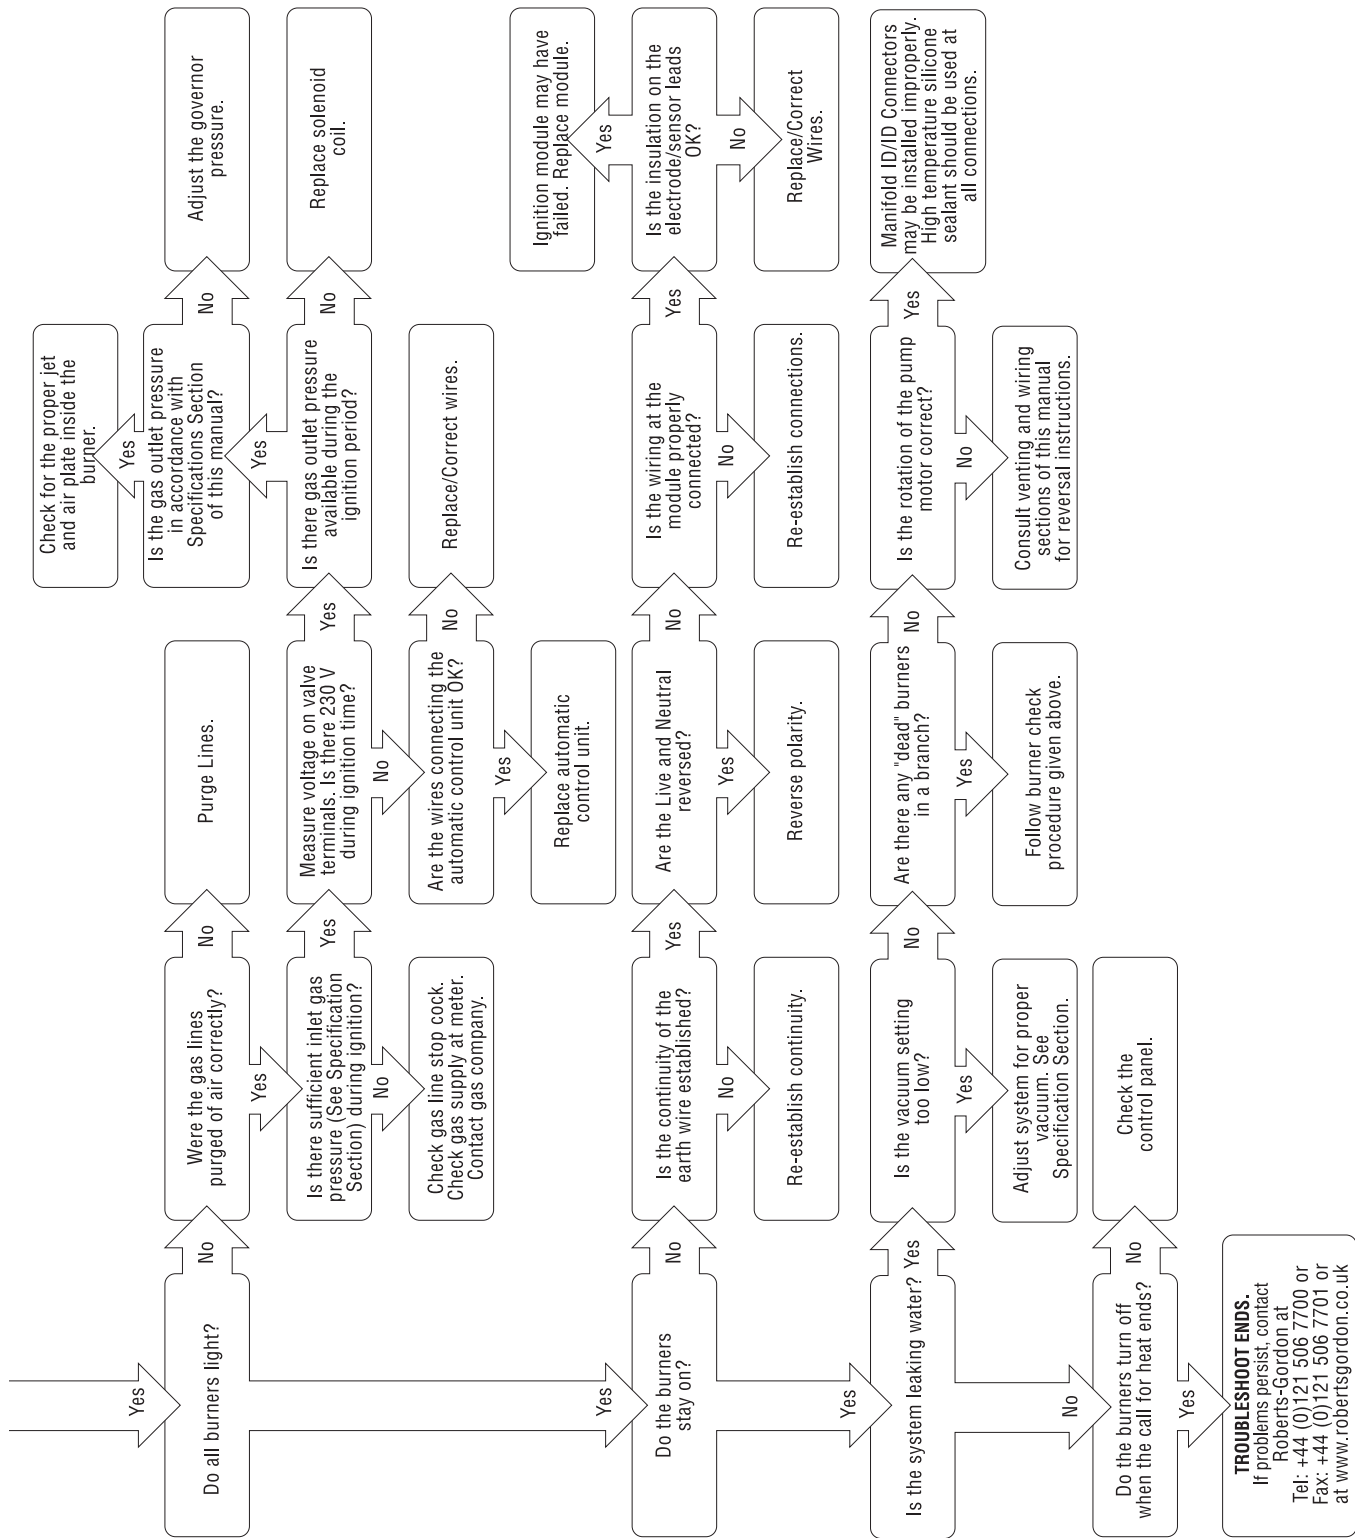 Yes
Do all burners light?
No
Were the gas lines
purged of air correctly?
No
Purge Lines.
Yes
Is there sufficient inlet gas
pressure (See Specification
Section) during ignition?
Yes
Measure voltage on valve
terminals. Is there 230 V
during ignition time?
Yes
Is there gas outlet pressure
available during the
ignition period?
No
Replace solenoid
coil.
Yes
Is the gas outlet pressure
in accordance with
Specifications Section
of this manual?
No
Adjust the governor
pressure.
Yes
Check for the proper jet
and air plate inside the
burner.
No
Check gas line stop cock.
Check gas supply at meter.
Contact gas company.
No
Are the wires connecting the
automatic control unit OK?
No
Replace/Correct wires.
Yes
Replace automatic
control unit.
Yes
Do the burners
stay on?
No
Is the continuity of the
earth wire established?
Yes
Are the Live and Neutral
reversed?
No
Is the wiring at the
module properly
connected?
Yes
Is the insulation on the
electrode/sensor leads
OK?
Yes
Ignition module may have
failed. Replace module.
No
Re-establish continuity.
Yes
Reverse polarity.
No
Re-establish connections.
No
Replace/Correct
Wires.
Yes
Is the system leaking water?
Yes
Is the vacuum setting
too low?
No
Are there any "dead" burners
in a branch?
No
Is the rotation of the pump
motor correct?
Yes
Manifold ID/ID Connectors
may be installed improperly.
High temperature silicone
sealant should be used at
all connections.
Yes
Adjust system for proper
vacuum. See
Specification Section.
Yes
Follow burner check
procedure given above.
No
Consult venting and wiring
sections of this manual
for reversal instructions.
No
Do the burners turn off
when the call for heat ends?
No
Check the
control panel.
Yes
TROUBLESHOOT ENDS.
If problems persist, contact
Roberts-Gordon at
Tel: +44 (0)121 506 7700 or
Fax: +44 (0)121 506 7701 or
at www.robertsgordon.co.uk